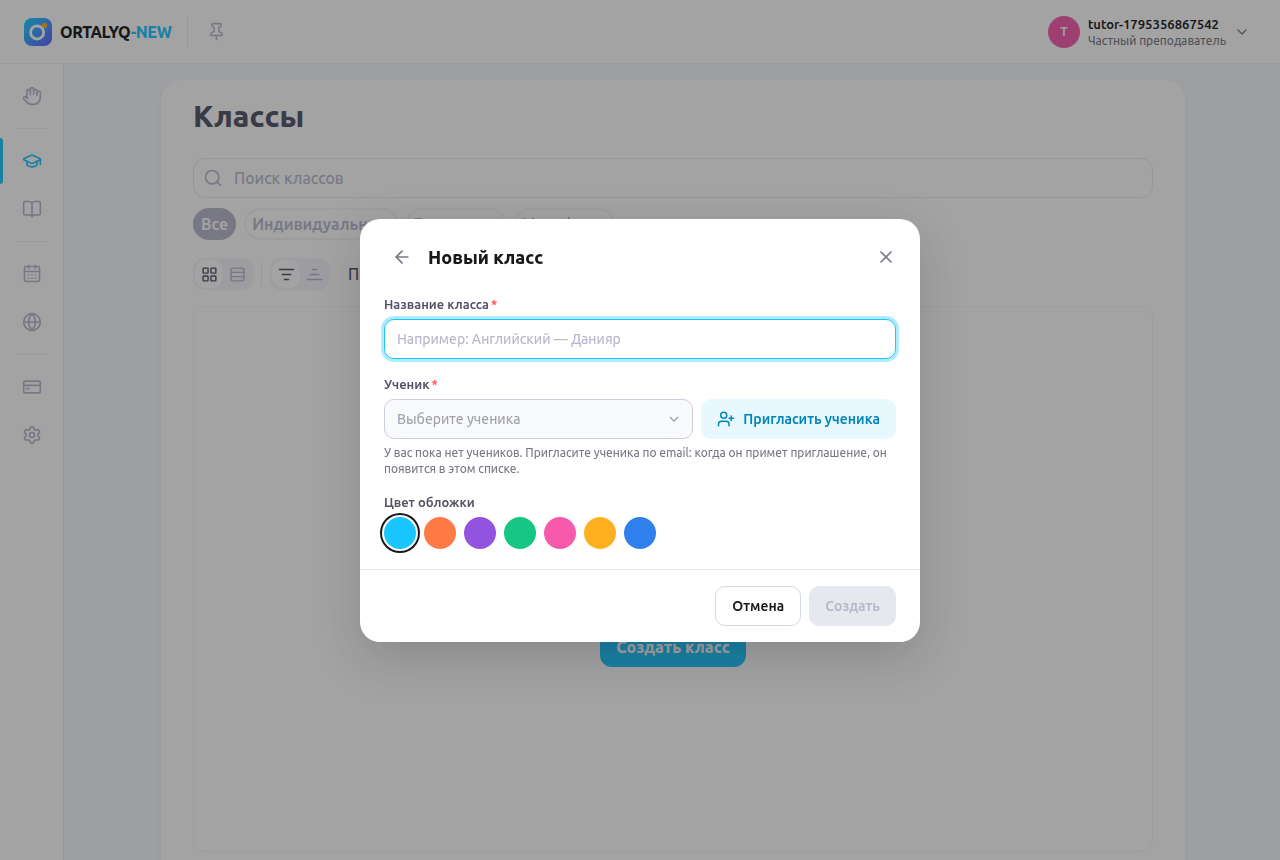 ORTALYQ-NEW
T
tutor-1795356867542
Частный преподаватель
Классы
Поиск классов
Все
Новый класс
Название класса *
Например: Английский — Данияр
Ученик *
Выберите ученика
Пригласить ученика
У вас пока нет учеников. Пригласите ученика по email: когда он примет приглашение, он
появится в этом списке.
Цвет обложки
Отмена
Создать
Создать класс